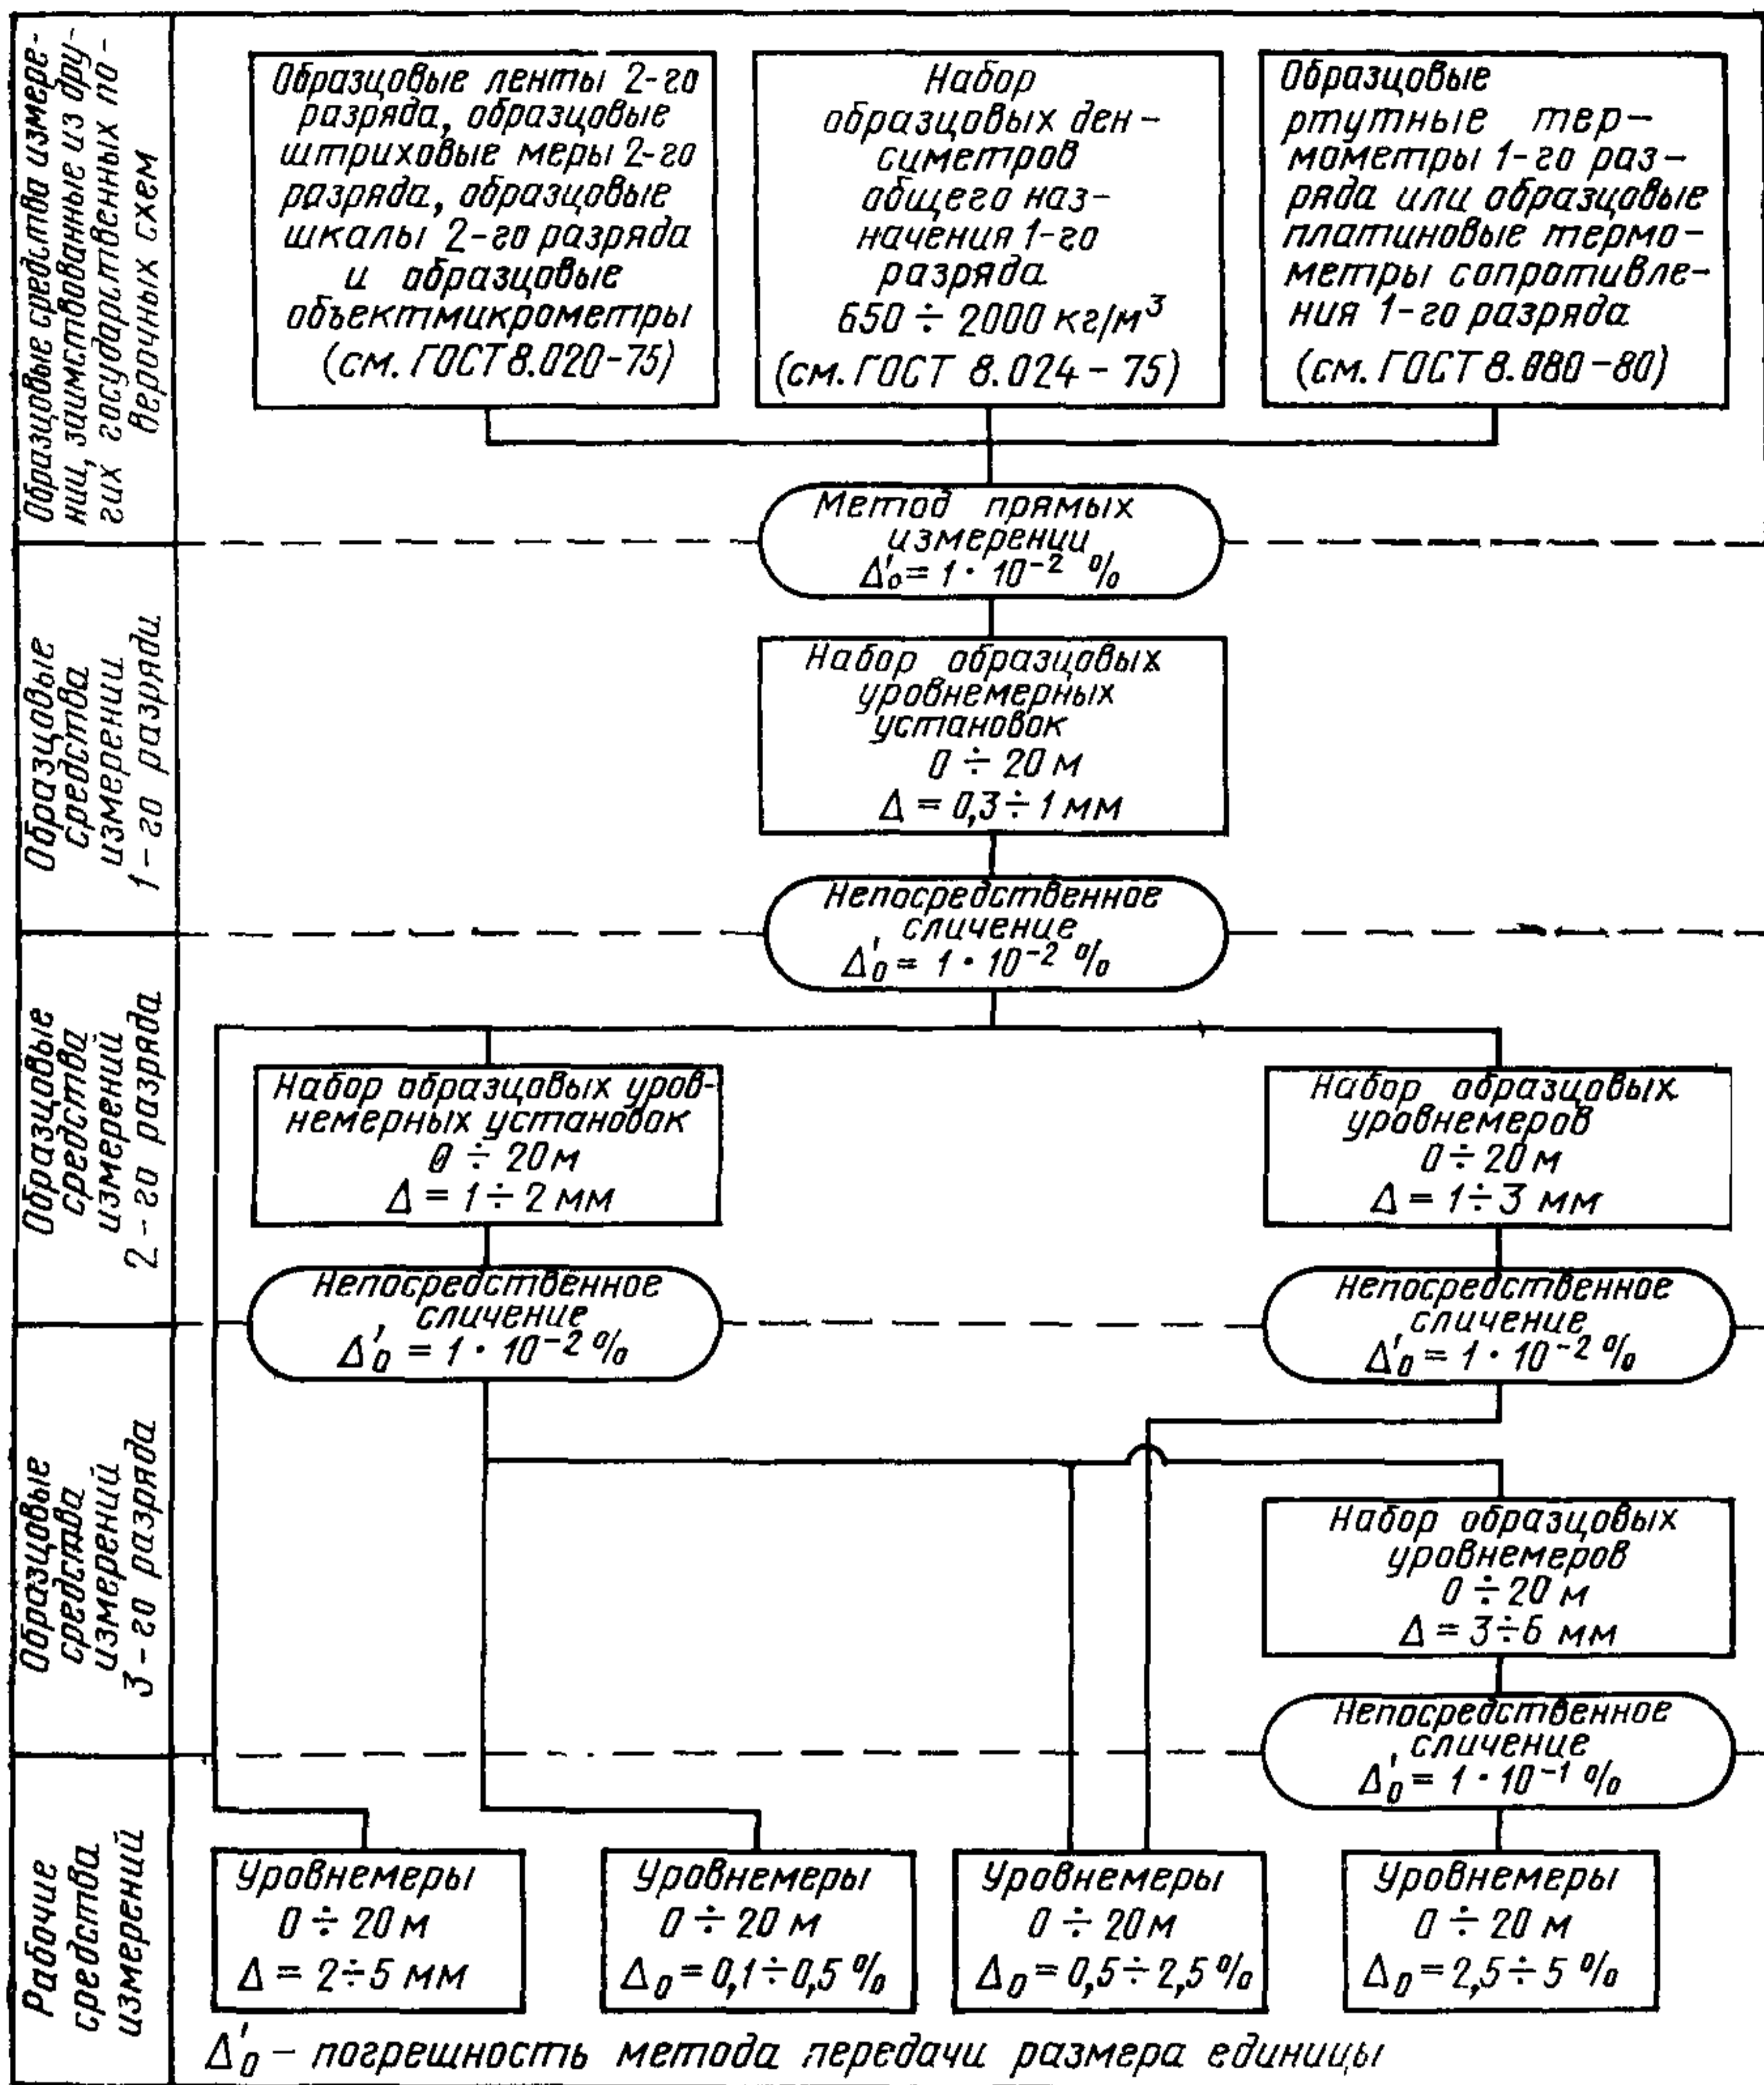 Образцовые средства измере-
нии, заимствованные из дру-
гих государственных по-
верочных схем
Образцовые ленты 2-го
разряда, образцовые
штриховые меры 2-го
разряда, образцовые
шкалы 2-го разряда
и образцовые
объектмикрометры
(см. ГОСТ 8.020-75)
Набор
образцовых ден-
симетров
общего наз-
начения 1-го
разряда
650 ÷ 2000 кг/м³
(см. ГОСТ 8.024-75)
Образцовые
ртутные тер-
мометры 1-го раз-
ряда или образцовые
платиновые термо-
метры сопротивле-
ния 1-го разряда
(см. ГОСТ 8.080-80)
Метод прямых
измерении
Δ'₀ = 1 · 10⁻² %
Образцовые
средства
измерении
1-го разряда
Набор образцовых
уровнемерных
установок
0 ÷ 20 м
Δ = 0,3 ÷ 1 мм
Непосредственное
сличение
Δ'₀ = 1 · 10⁻² %
Образцовые
средства
измерений
2-го разряда
Набор образцовых уров-
немерных установок
0 ÷ 20 м
Δ = 1 ÷ 2 мм
Набор образцовых
уровнемеров
0 ÷ 20 м
Δ = 1 ÷ 3 мм
Непосредственное
сличение
Δ'₀ = 1 · 10⁻² %
Непосредственное
сличение
Δ'₀ = 1 · 10⁻² %
Образцовые
средства
измерений
3-го разряда
Набор образцовых
уровнемеров
0 ÷ 20 м
Δ = 3 ÷ 6 мм
Непосредственное
сличение
Δ'₀ = 1 · 10⁻¹ %
Рабочие
средства
измерений
Уровнемеры
0 ÷ 20 м
Δ = 2 ÷ 5 мм
Уровнемеры
0 ÷ 20 м
Δ₀ = 0,1 ÷ 0,5 %
Уровнемеры
0 ÷ 20 м
Δ₀ = 0,5 ÷ 2,5 %
Уровнемеры
0 ÷ 20 м
Δ₀ = 2,5 ÷ 5 %
Δ'₀ – погрешность метода передачи размера единицы